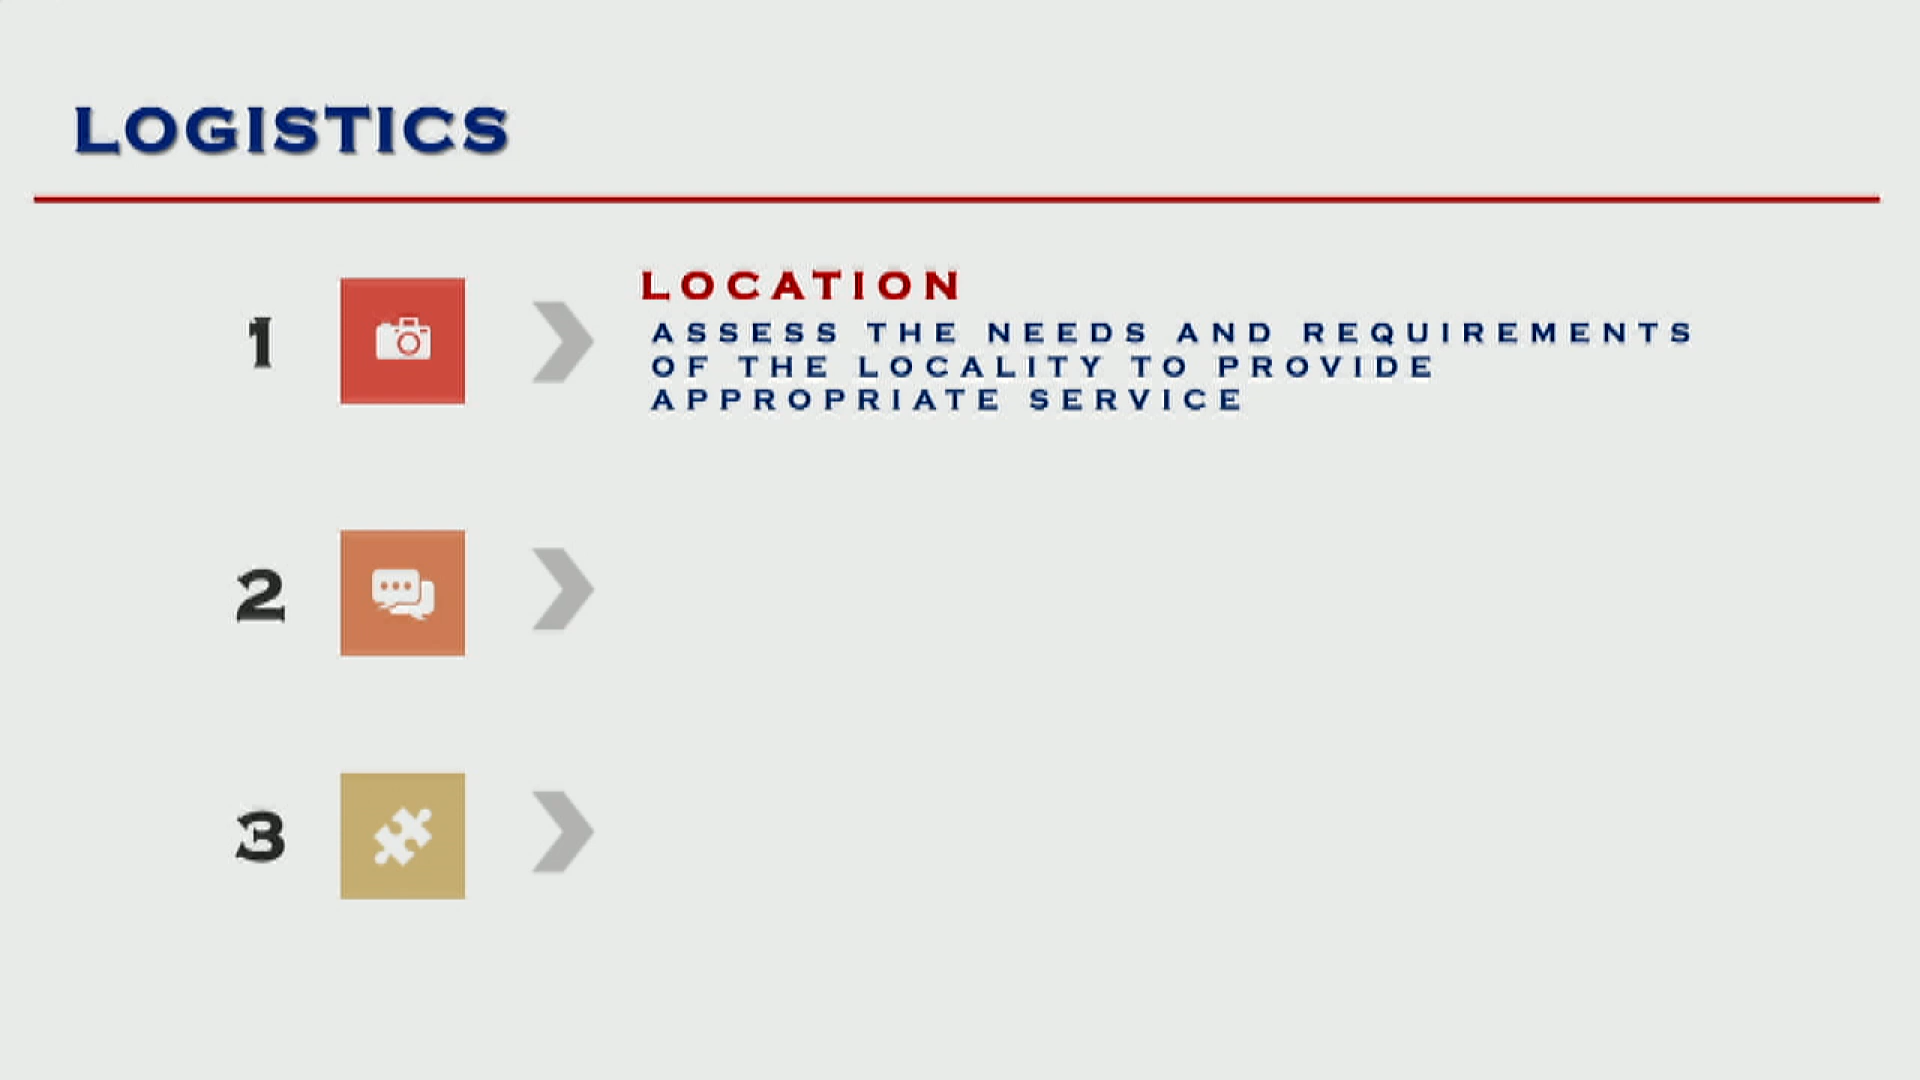 LOGISTICS
1
LOCATION
ASSESS THE NEEDS AND REQUIREMENTS
OF THE LOCALITY TO PROVIDE
APPROPRIATE SERVICE
2
3